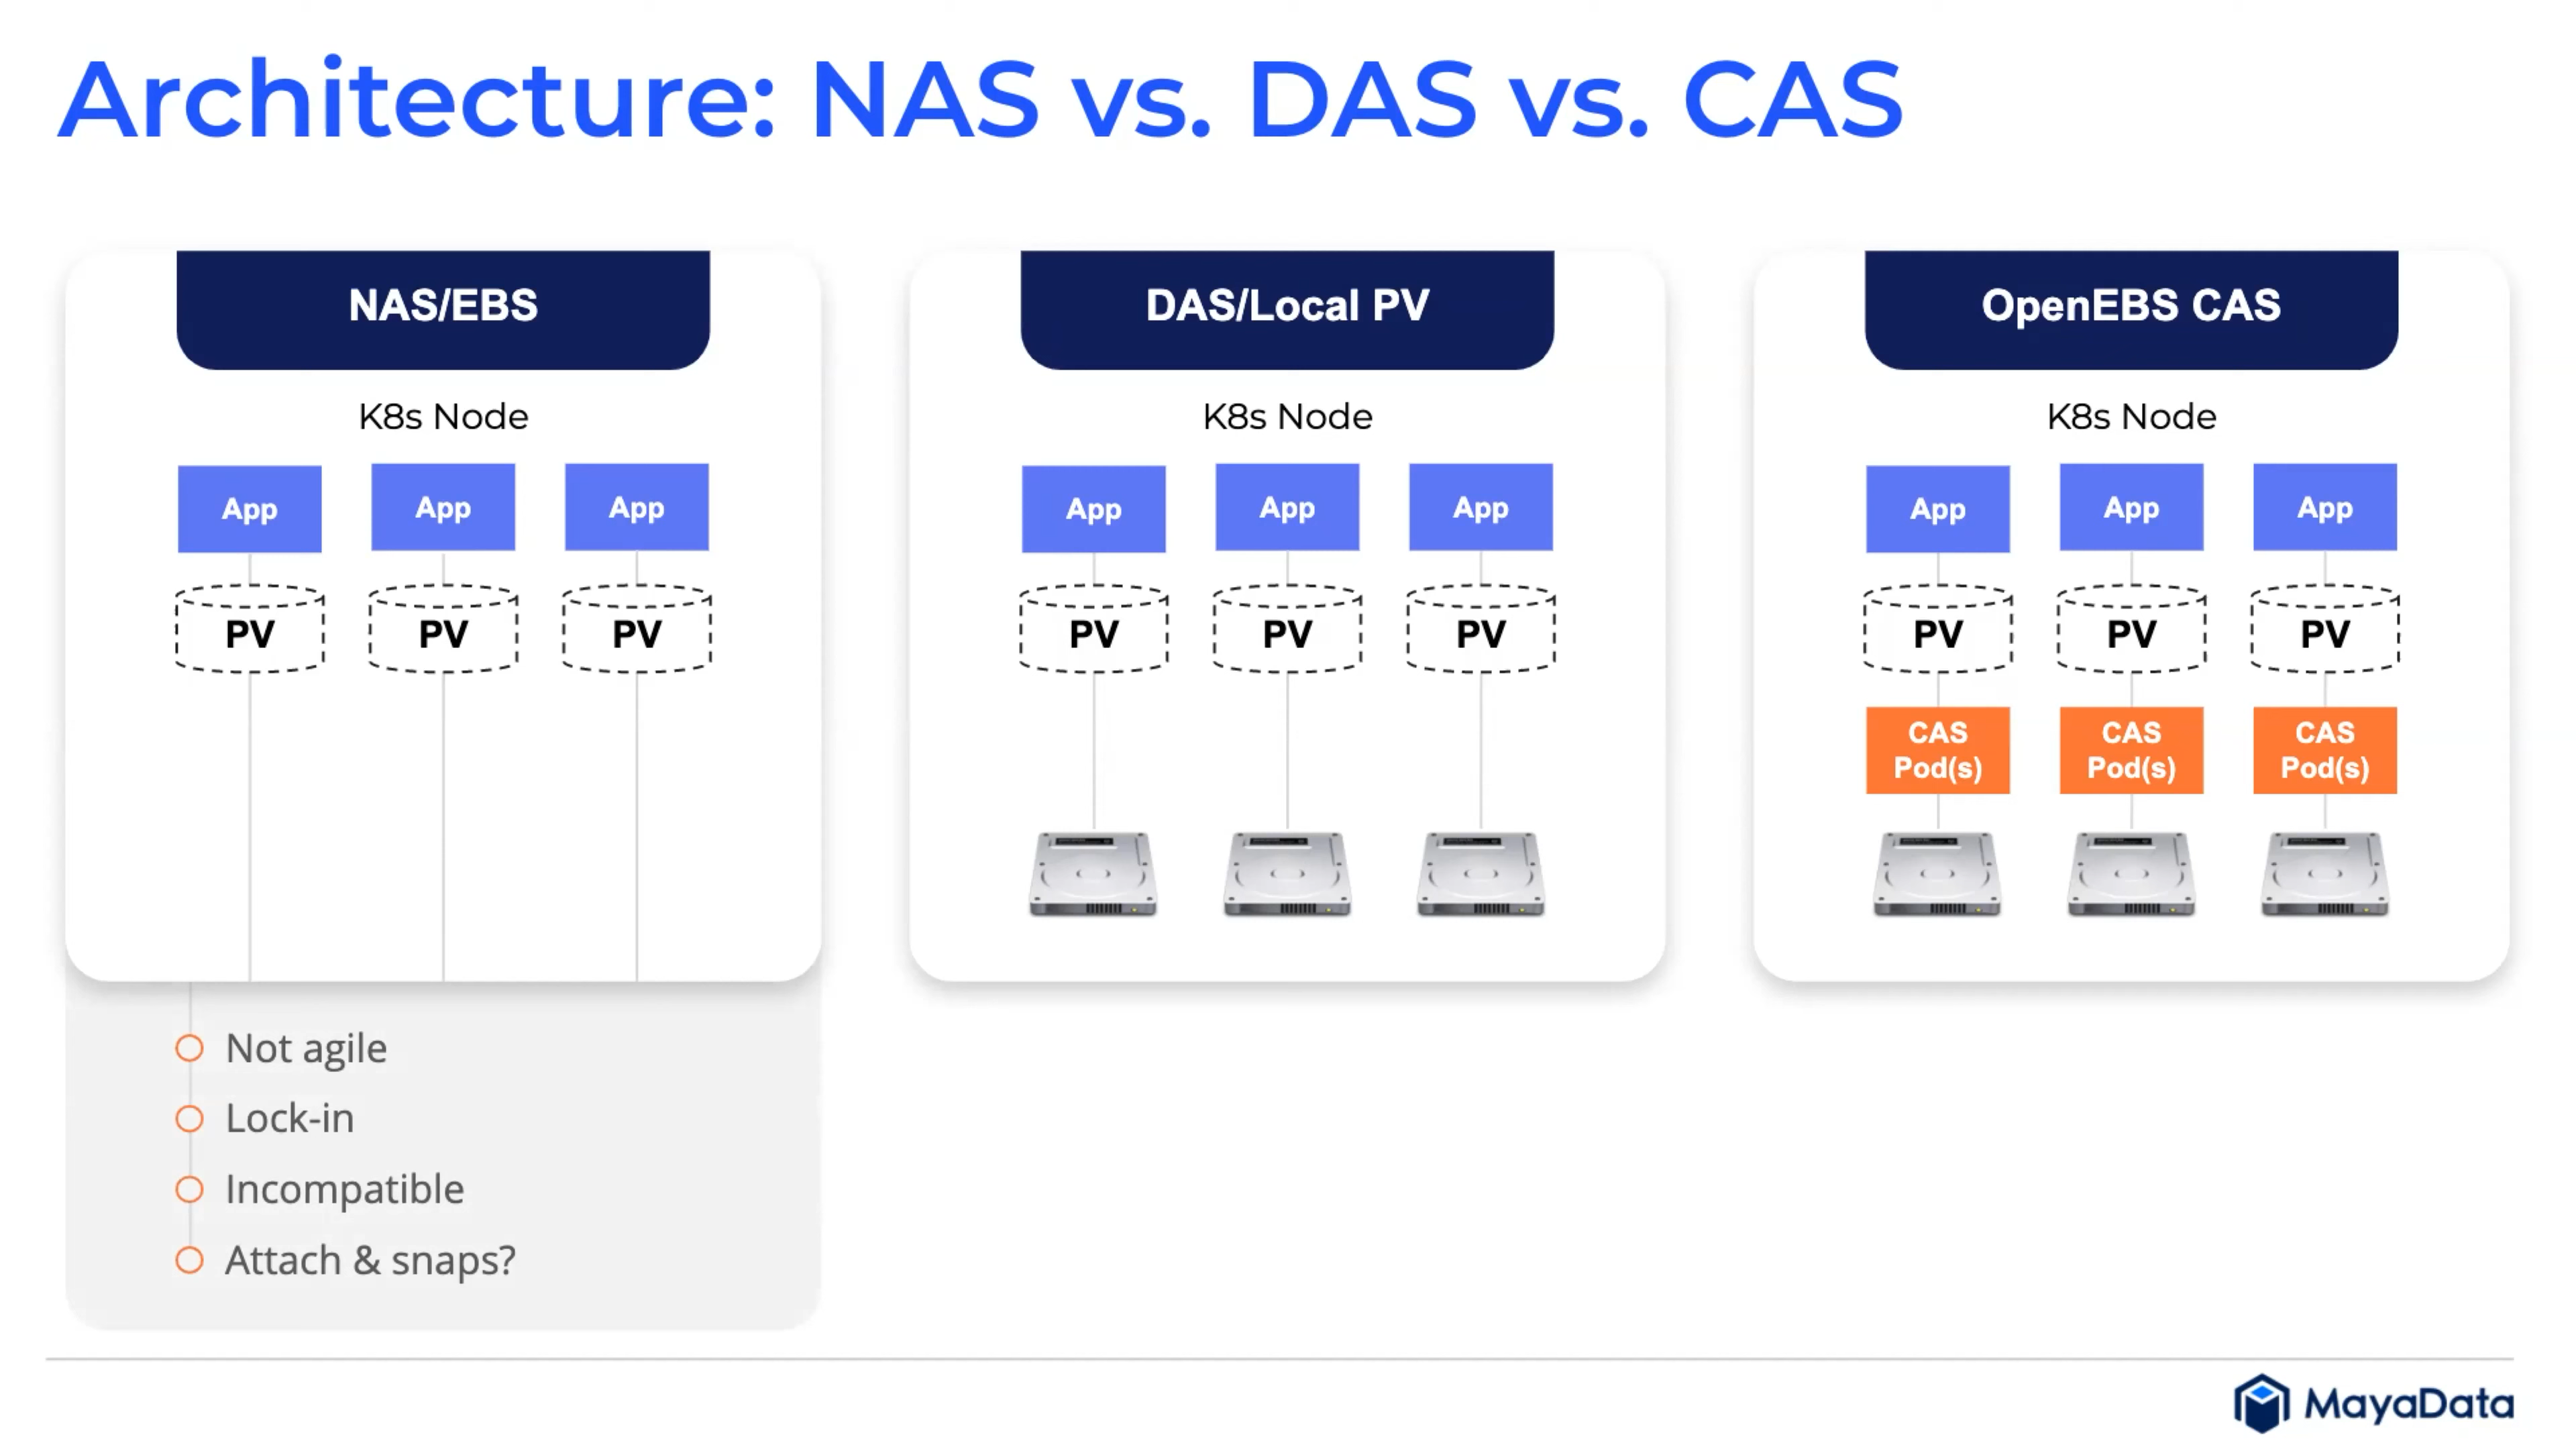 Architecture: NAS vs. DAS vs. CAS
NAS/EBS
K8s Node
App App App
PV PV PV
Not agile
Lock-in
Incompatible
Attach & snaps?
DAS/Local PV
K8s Node
App App App
PV PV PV
OpenEBS CAS
K8s Node
App App App
PV PV PV
CAS CAS CAS
Pod(s) Pod(s) Pod(s)
MayaData